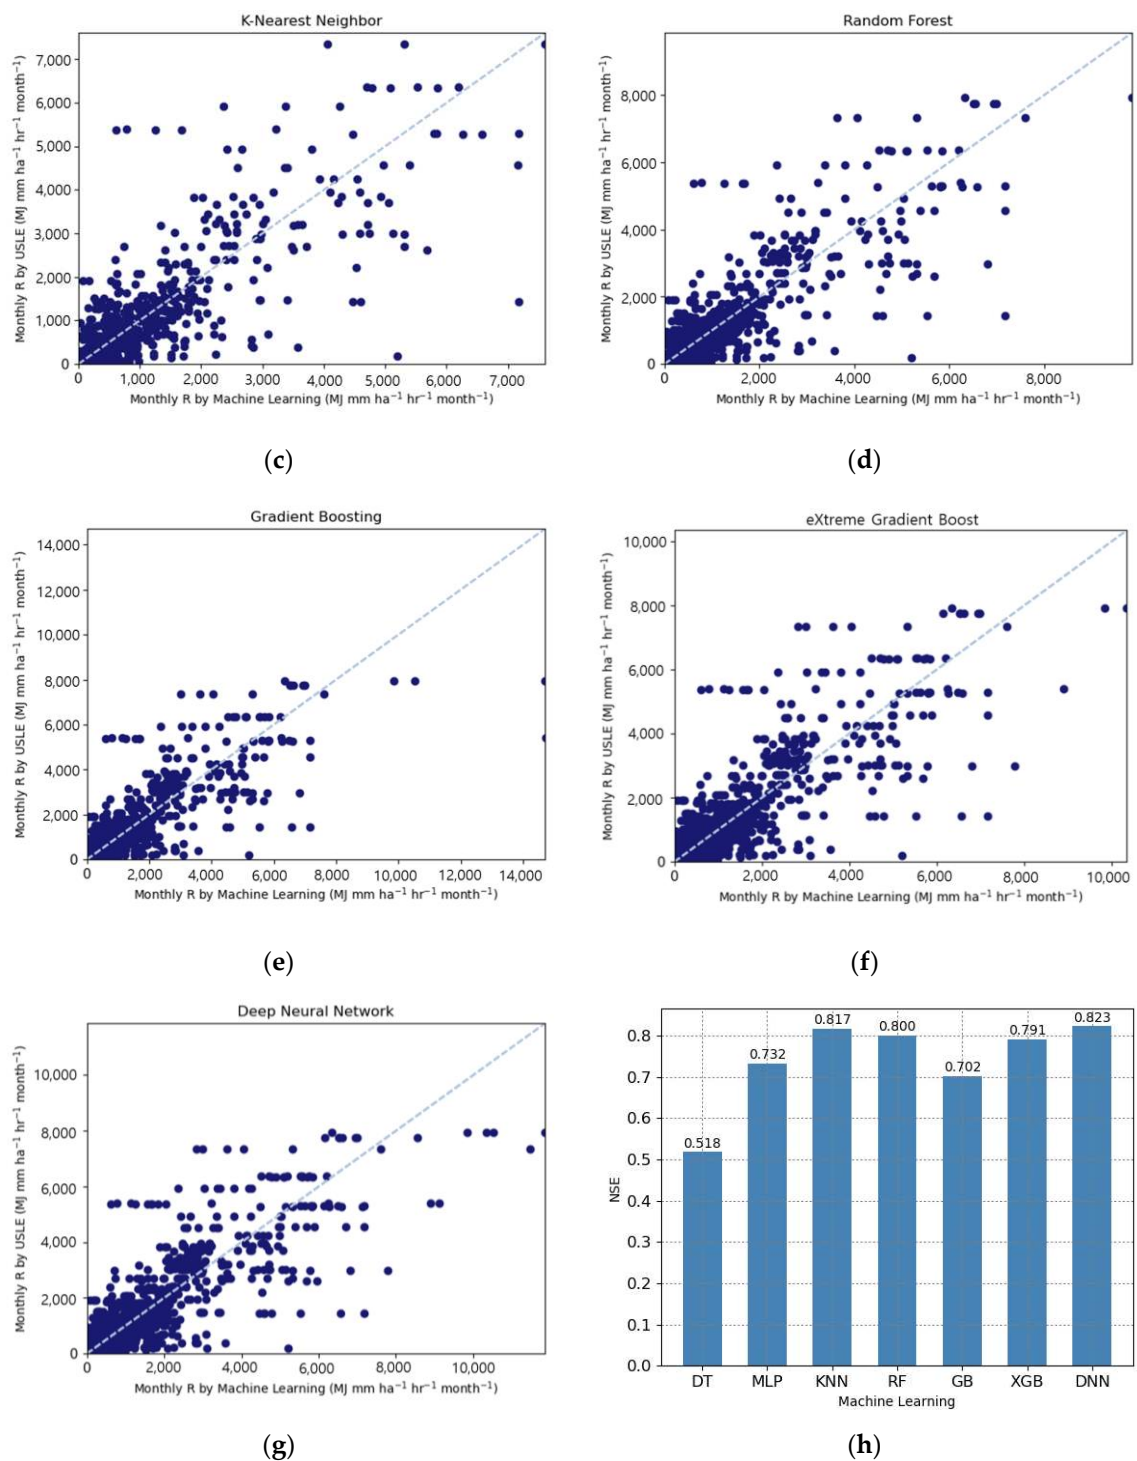 K-Nearest Neighbor
Monthly R by USLE (MJ mm ha⁻¹ hr⁻¹ month⁻¹)
7,000
6,000
5,000
4,000
3,000
2,000
1,000
0
0 1,000 2,000 3,000 4,000 5,000 6,000 7,000
Monthly R by Machine Learning (MJ mm ha⁻¹ hr⁻¹ month⁻¹)
(c)
Random Forest
Monthly R by USLE (MJ mm ha⁻¹ hr⁻¹ month⁻¹)
8,000
6,000
4,000
2,000
0
0 2,000 4,000 6,000 8,000
Monthly R by Machine Learning (MJ mm ha⁻¹ hr⁻¹ month⁻¹)
(d)
Gradient Boosting
Monthly R by USLE (MJ mm ha⁻¹ hr⁻¹ month⁻¹)
14,000
12,000
10,000
8,000
6,000
4,000
2,000
0
0 2,000 4,000 6,000 8,000 10,000 12,000 14,000
Monthly R by Machine Learning (MJ mm ha⁻¹ hr⁻¹ month⁻¹)
(e)
eXtreme Gradient Boost
Monthly R by USLE (MJ mm ha⁻¹ hr⁻¹ month⁻¹)
10,000
8,000
6,000
4,000
2,000
0
0 2,000 4,000 6,000 8,000 10,000
Monthly R by Machine Learning (MJ mm ha⁻¹ hr⁻¹ month⁻¹)
(f)
Deep Neural Network
Monthly R by USLE (MJ mm ha⁻¹ hr⁻¹ month⁻¹)
10,000
8,000
6,000
4,000
2,000
0
0 2,000 4,000 6,000 8,000 10,000
Monthly R by Machine Learning (MJ mm ha⁻¹ hr⁻¹ month⁻¹)
(g)
NSE
0.8
0.7
0.6
0.5
0.4
0.3
0.2
0.1
0.0
0.518 0.732 0.817 0.800 0.702 0.791 0.823
DT MLP KNN RF GB XGB DNN
Machine Learning
(h)